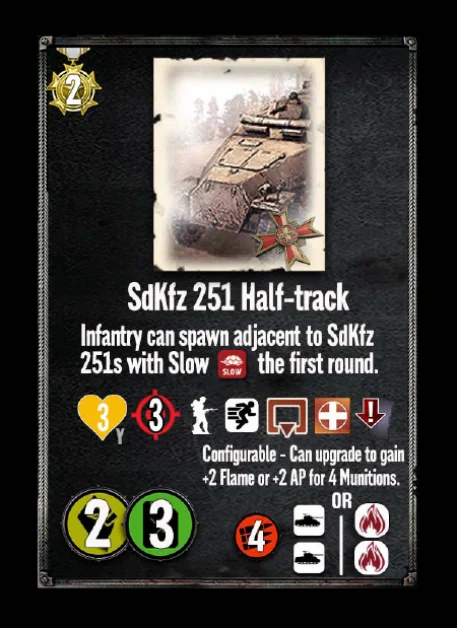 2
SdKfz 251 Half-track
Infantry can spawn adjacent to SdKfz
251s with Slow SLOW the first round.
3 Y 3
Configurable - Can upgrade to gain
+2 Flame or +2 AP for 4 Munitions.
OR
2 3 4